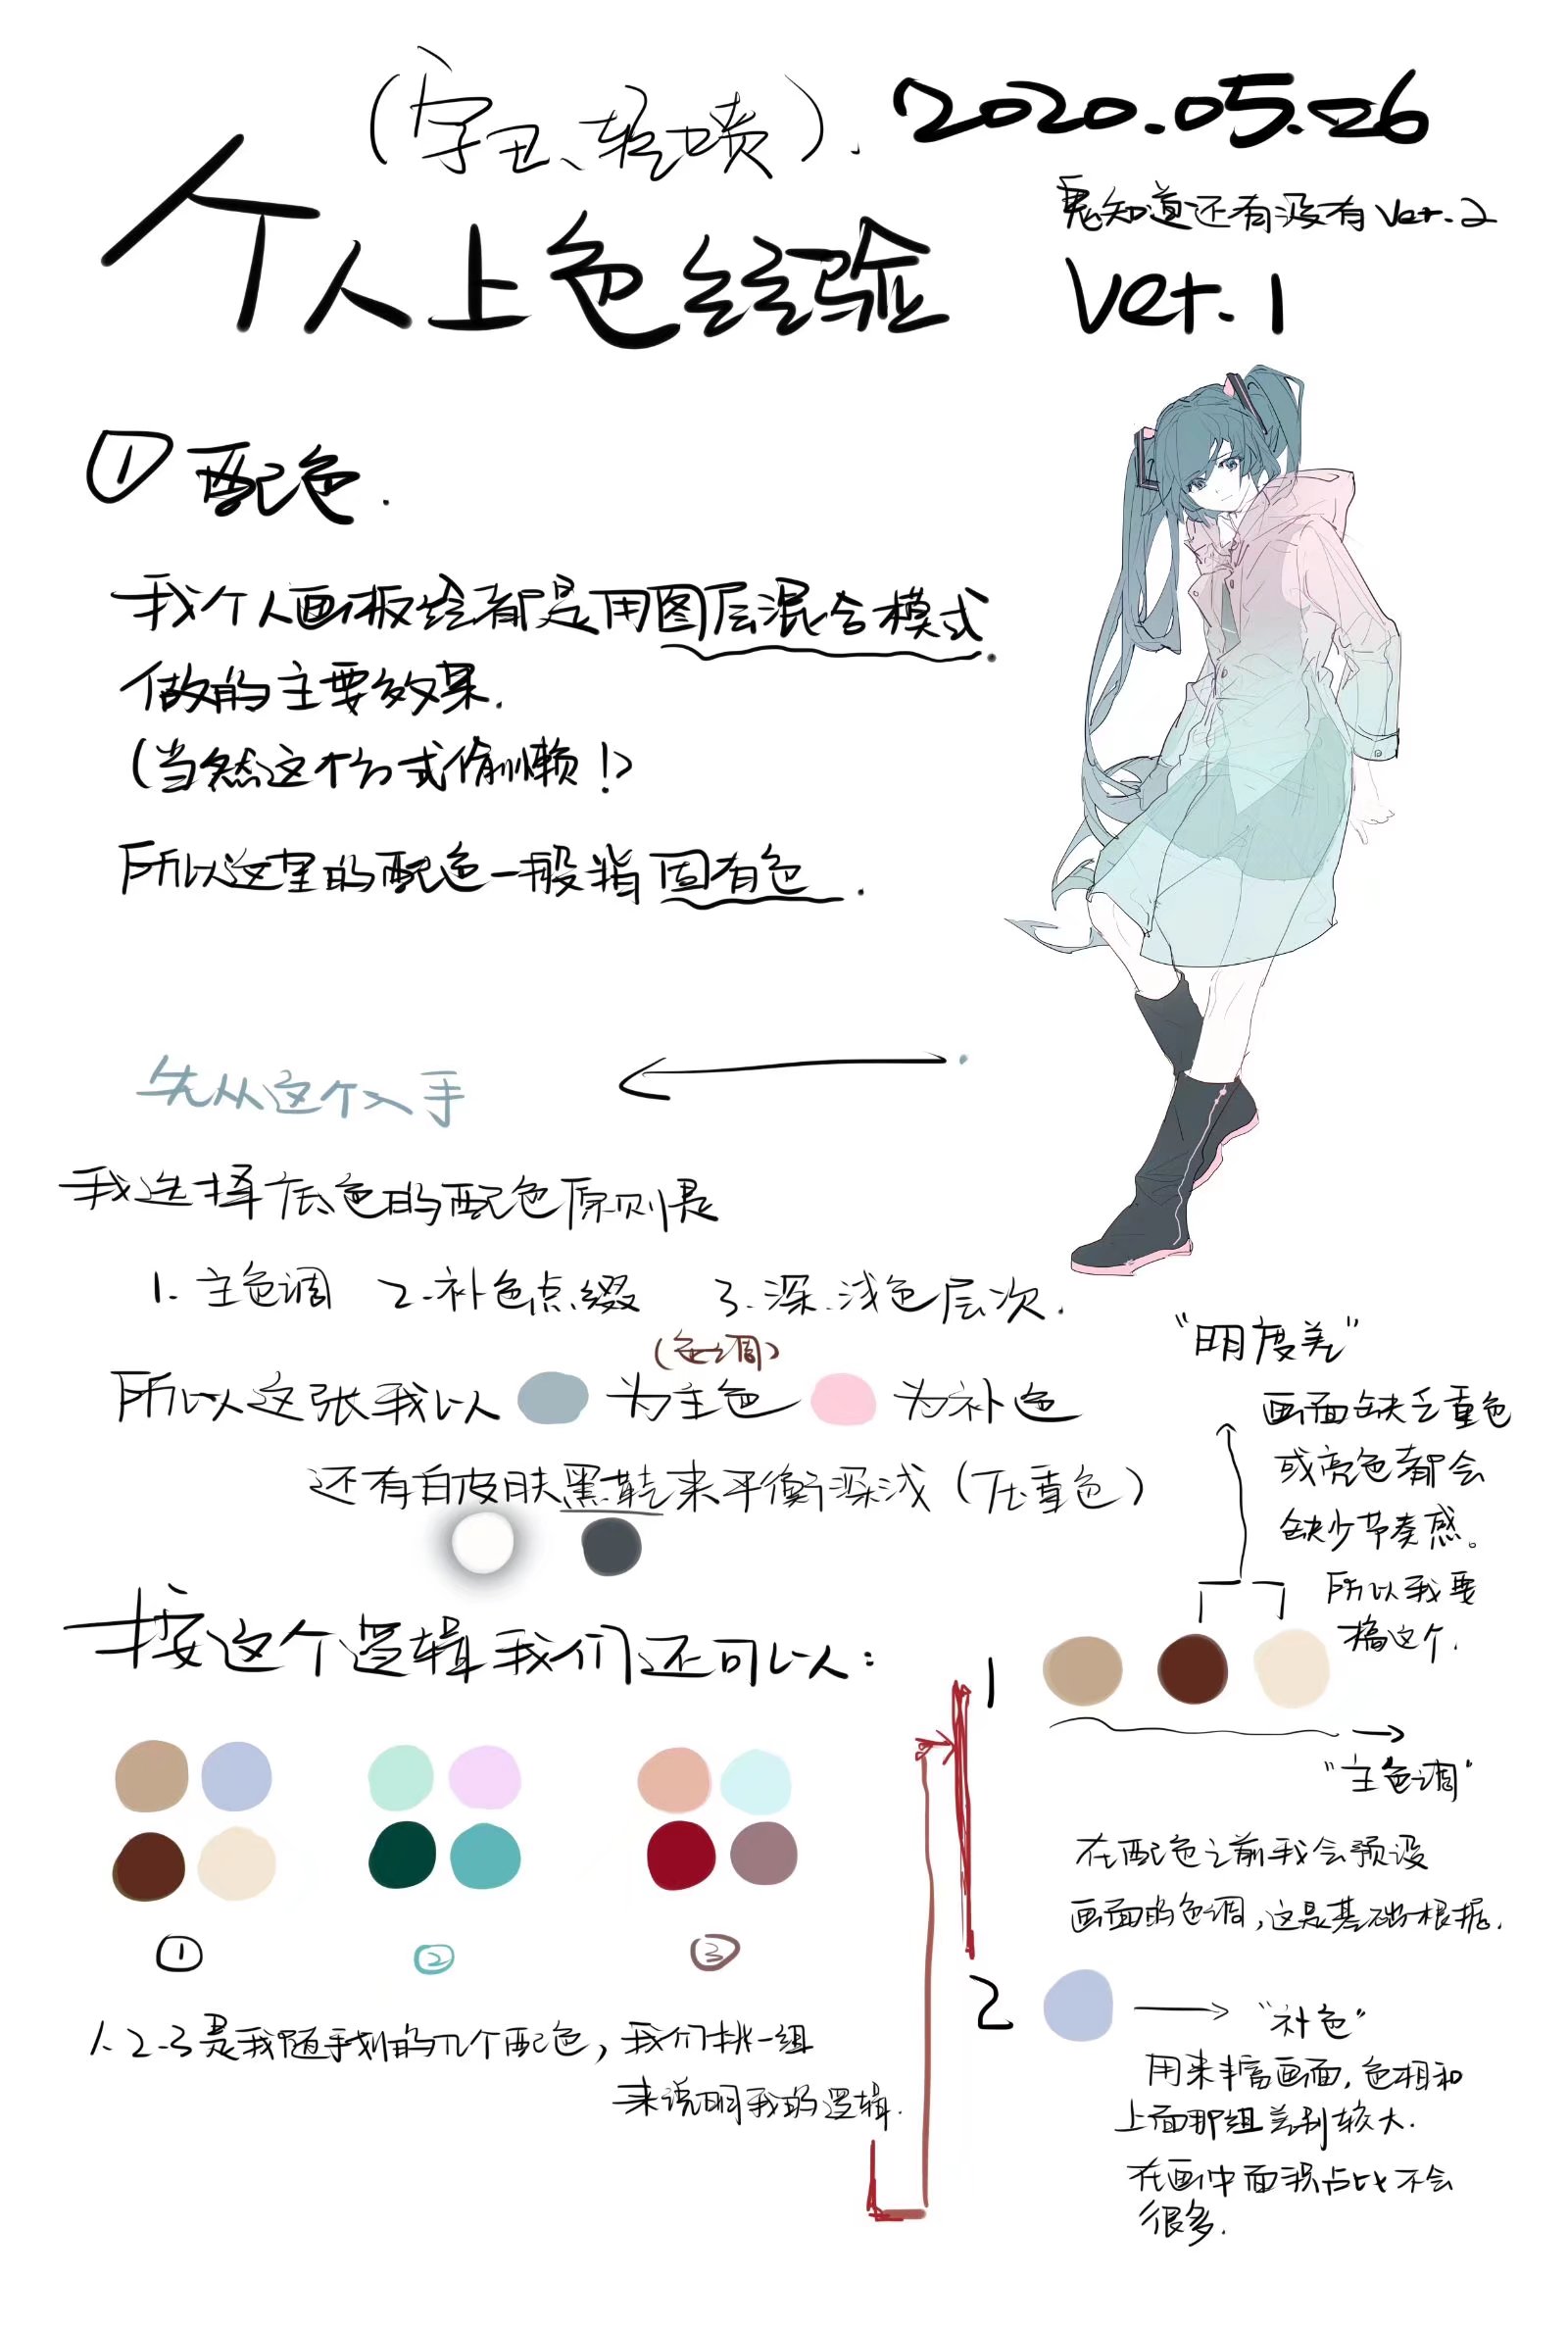 (字丑、轻喷).
2020.05.26
鬼知道还有没有ver.2
个人上色经验
ver.1
① 配色.
我个人画板绘都是用图层混合模式.
做的主要效果.
(当然这个方式偷懒!)
所以这里的配色一般指固有色.
先从这个入手
我选择底色的配色原则是
1. 主色调 2.补色点缀 3.深.浅色层次.
(色调)
所以这张我以 为主色 为补色
还有白皮肤黑鞋来平衡深浅(压重色)
"明度差"
画面缺乏重色
或亮色都会
缺少节奏感。
所以我要
搞这个.
按这个逻辑我们还可以:
① ② ③
1.2.3是我随手划的几个配色,我们挑一组
来说明我的逻辑.
1
"主色调"
在配色之前我会预设
画面的色调,这是基础根据.
2
"补色"
用来丰富画面,色相和
上面那组差别较大.
在画中面积占比不会
很多.